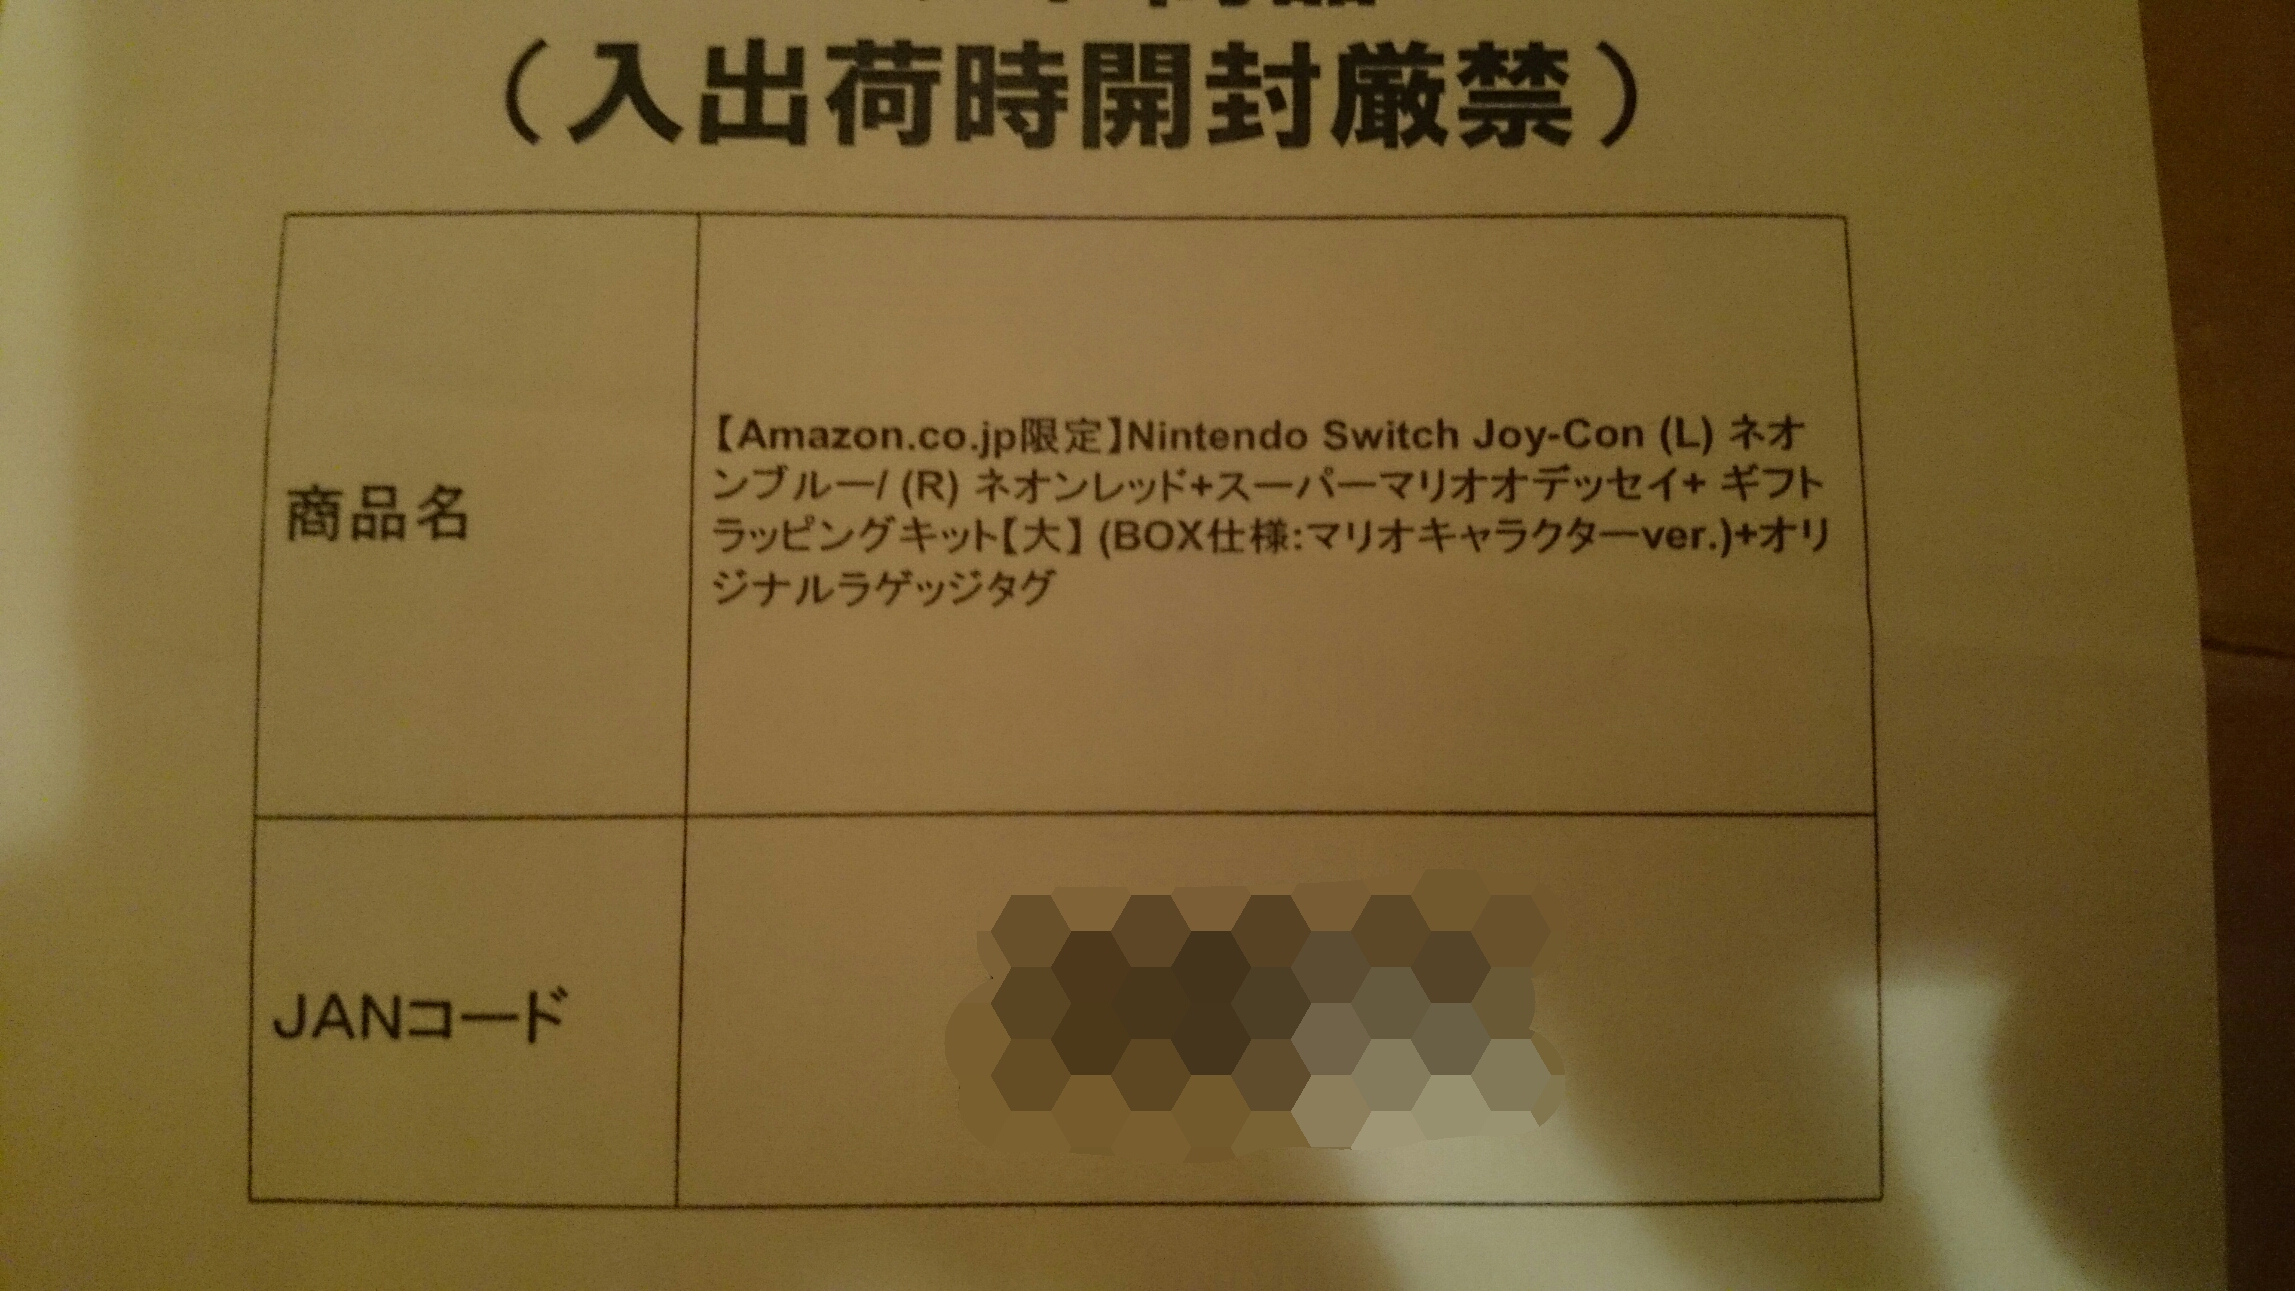 （入出荷時開封厳禁）
商品名
【Amazon.co.jp限定】Nintendo Switch Joy-Con (L) ネオ
ンブルー/ (R) ネオンレッド+スーパーマリオオデッセイ+ ギフト
ラッピングキット【大】 (BOX仕様:マリオキャラクターver.)+オリ
ジナルラゲッジタグ
JANコード